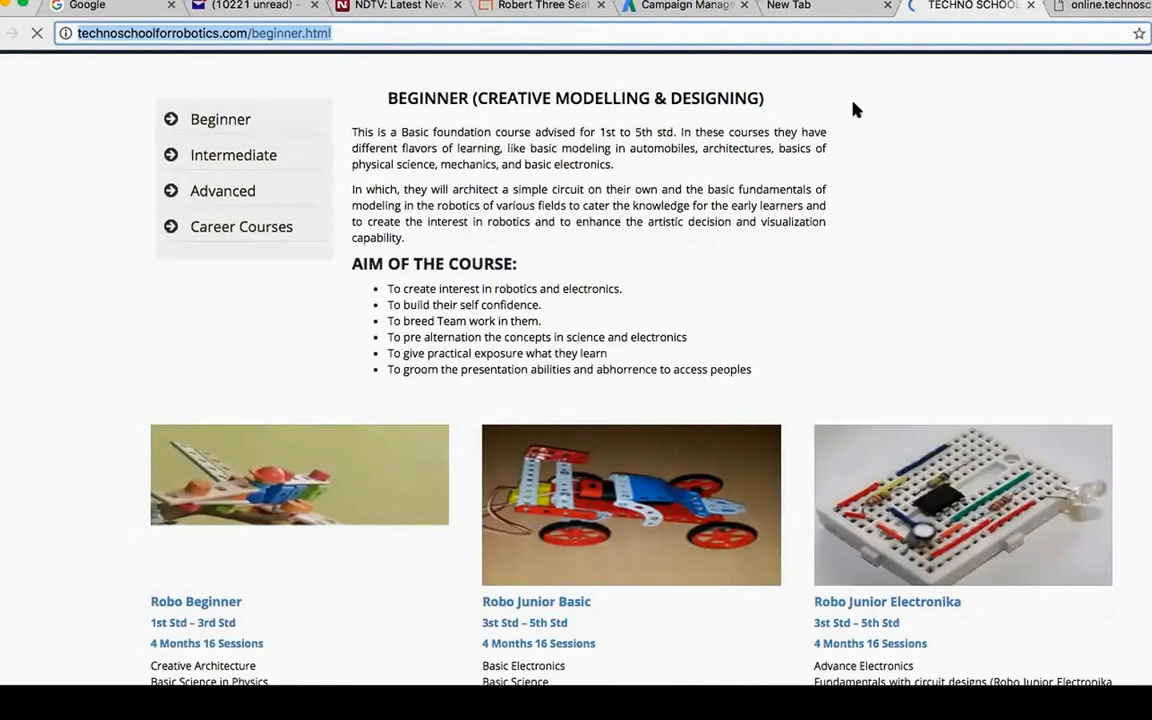 Google
(10221 unread) -
NDTV: Latest New
Robert Three Seat
Campaign Manage
New Tab
TECHNO SCHOOL
online.technos
technoschoolforrobotics.com/beginner.html
Beginner
Intermediate
Advanced
Career Courses
BEGINNER (CREATIVE MODELLING & DESIGNING)
This is a Basic foundation course advised for 1st to 5th std. In these courses they have
different flavors of learning, like basic modeling in automobiles, architectures, basics of
physical science, mechanics, and basic electronics.
In which, they will architect a simple circuit on their own and the basic fundamentals of
modeling in the robotics of various fields to cater the knowledge for the early learners and
to create the interest in robotics and to enhance the artistic decision and visualization
capability.
AIM OF THE COURSE:
To create interest in robotics and electronics.
To build their self confidence.
To breed Team work in them.
To pre alternation the concepts in science and electronics
To give practical exposure what they learn
To groom the presentation abilities and abhorrence to access peoples
Robo Beginner
1st Std – 3rd Std
4 Months 16 Sessions
Creative Architecture
Basic Science in Physics
Robo Junior Basic
3st Std – 5th Std
4 Months 16 Sessions
Basic Electronics
Basic Science
Robo Junior Electronika
3st Std – 5th Std
4 Months 16 Sessions
Advance Electronics
Fundamentals with circuit designs (Robo Junior Electronika